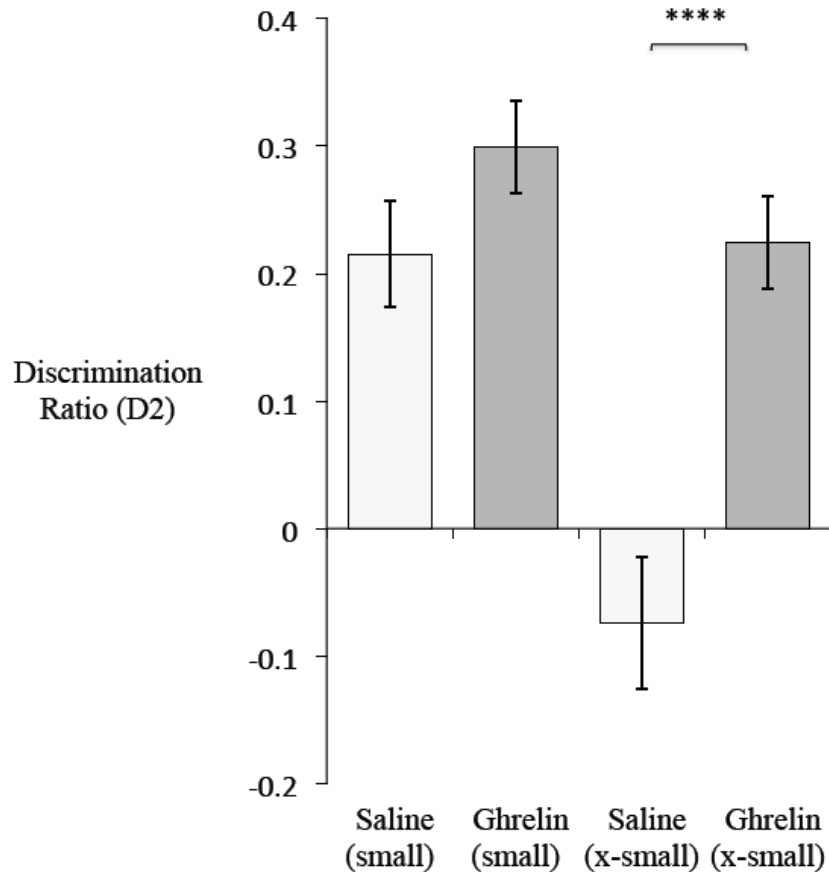 ****
0.4
0.3
0.2
0.1
0
-0.1
-0.2
Discrimination
Ratio (D2)
Saline
(small)
Ghrelin
(small)
Saline
(x-small)
Ghrelin
(x-small)